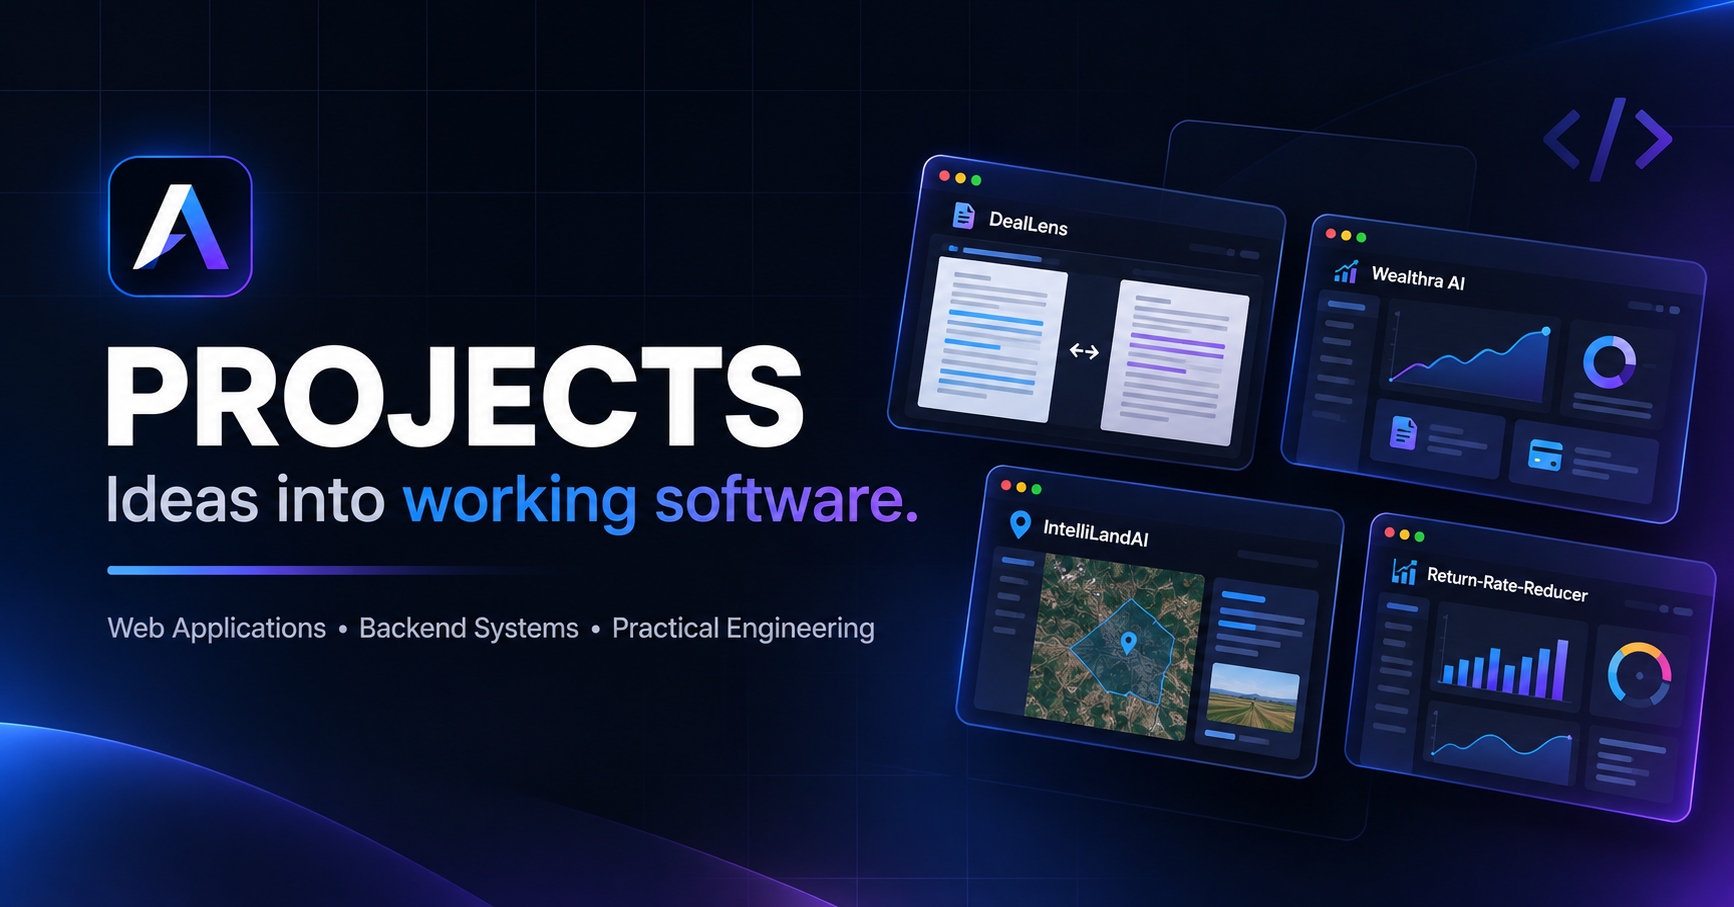 PROJECTS
Ideas into working software.
Web Applications • Backend Systems • Practical Engineering
</>
DealLens
Wealthra AI
IntelliLandAI
Return-Rate-Reducer